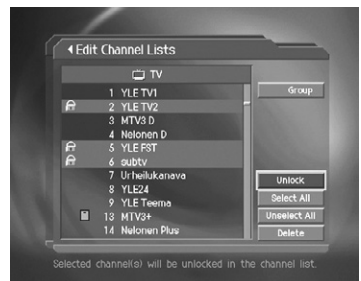 Edit Channel Lists
TV
1 YLE TV1
Group
2 YLE TV2
3 MTV3 D
4 Nelonen D
5 YLE FST
6 subtv
7 Urheilukanava
8 YLE24
9 YLE Teema
13 MTV3+
14 Nelonen Plus
Unlock
Select All
Unselect All
Delete
Selected channel(s) will be unlocked in the channel list.